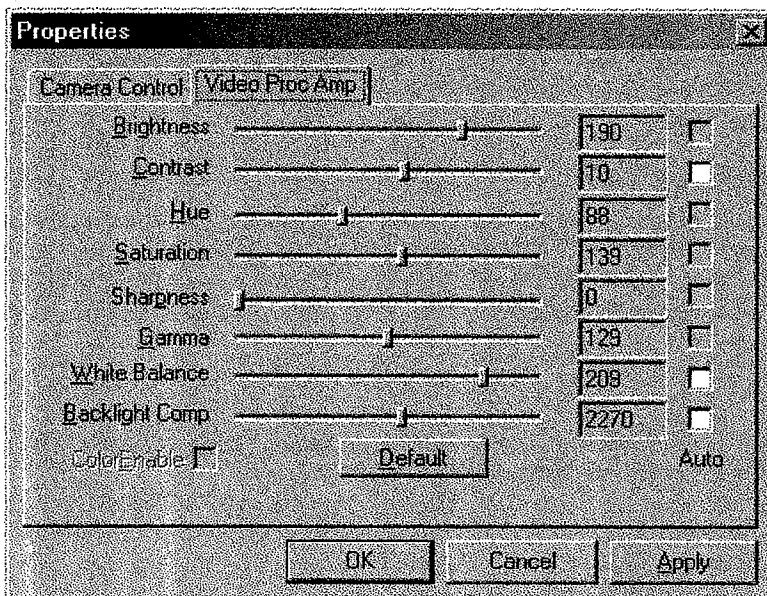 Properties
Camera Control Video Proc Amp
Brightness 190
Contrast 10
Hue 88
Saturation 139
Sharpness 0
Gamma 129
White Balance 209
Backlight Comp 2270
ColorEnable Default Auto
OK Cancel Apply